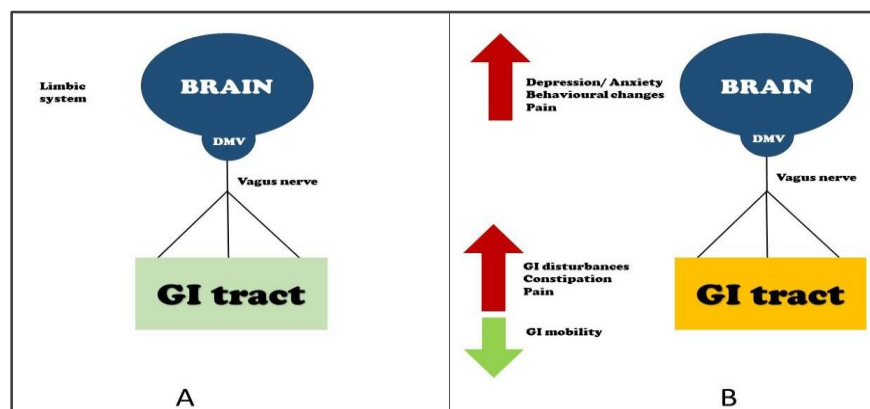 Limbic
system
BRAIN
DMV
Vagus nerve
GI tract
A
Depression/ Anxiety
Behavioural changes
Pain
BRAIN
DMV
Vagus nerve
GI disturbances
Constipation
Pain
GI mobility
GI tract
B